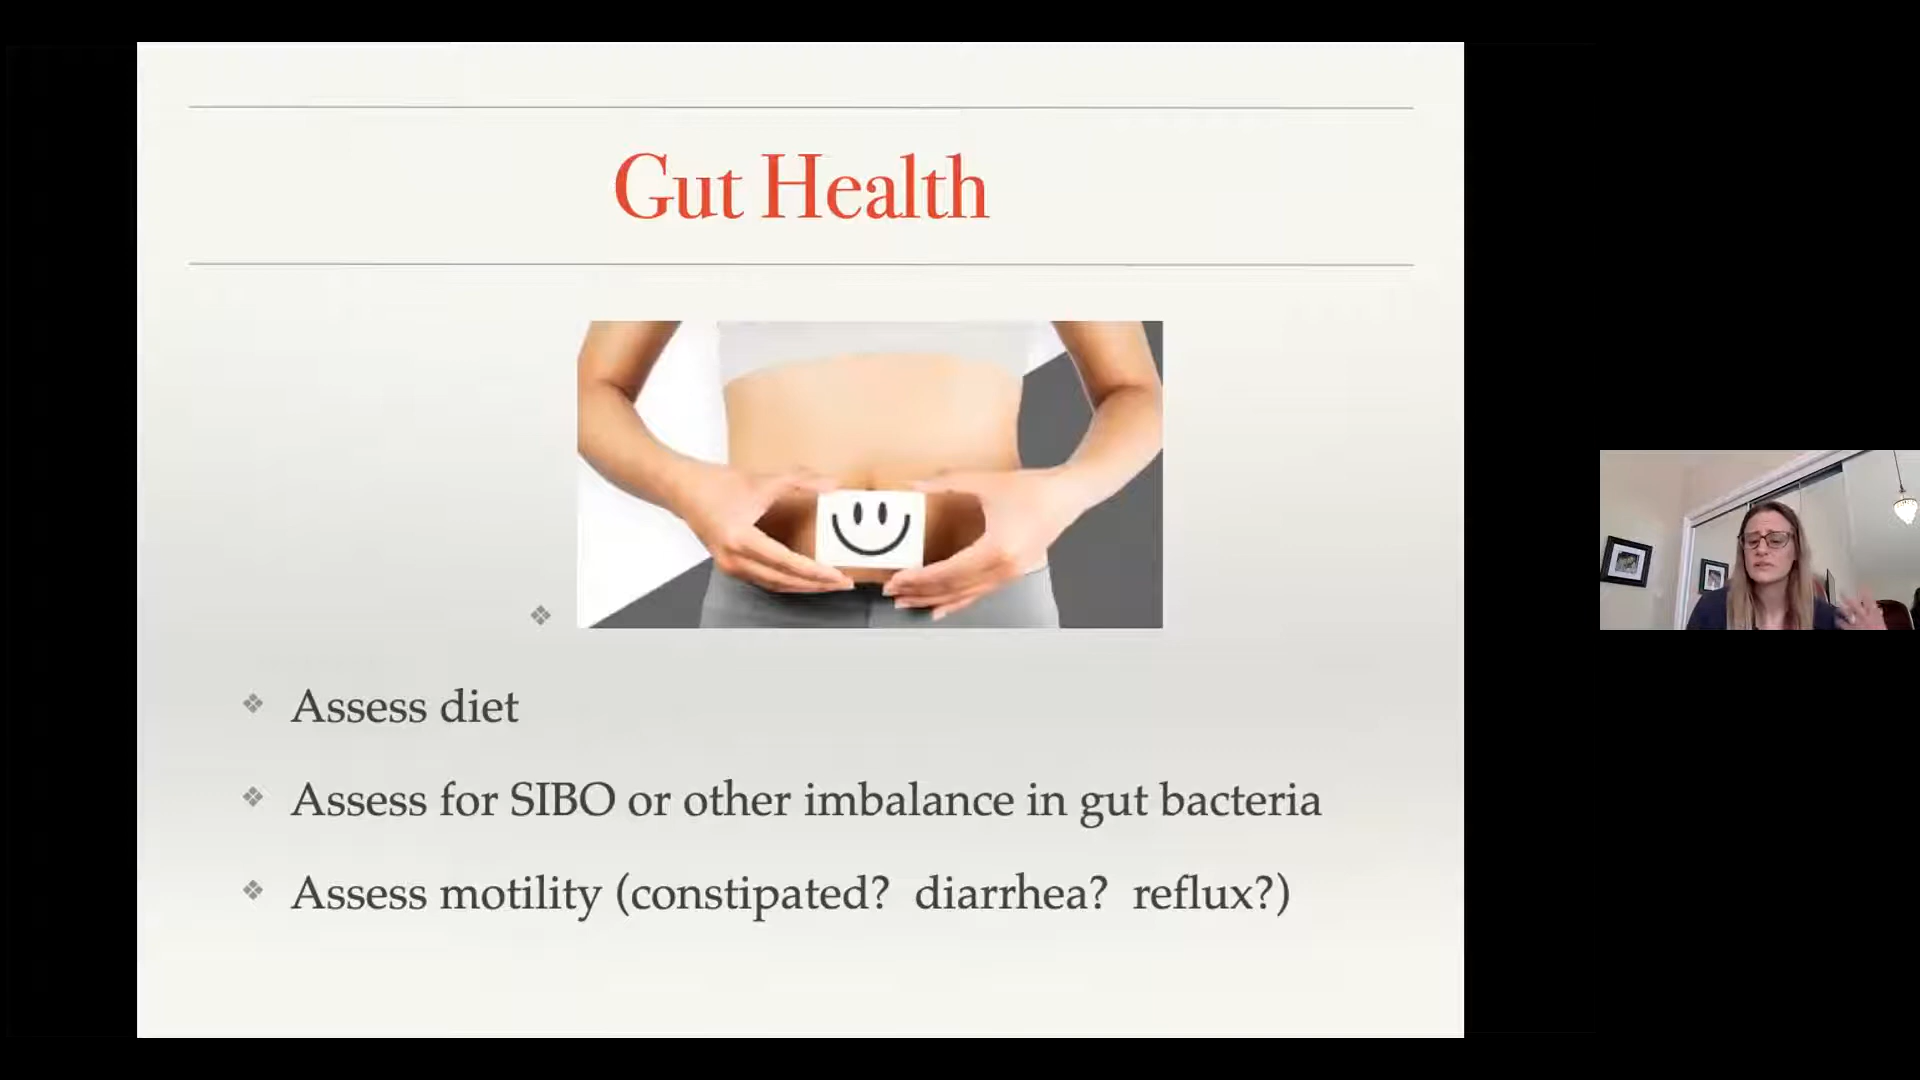 Gut Health
Assess diet
Assess for SIBO or other imbalance in gut bacteria
Assess motility (constipated? diarrhea? reflux?)